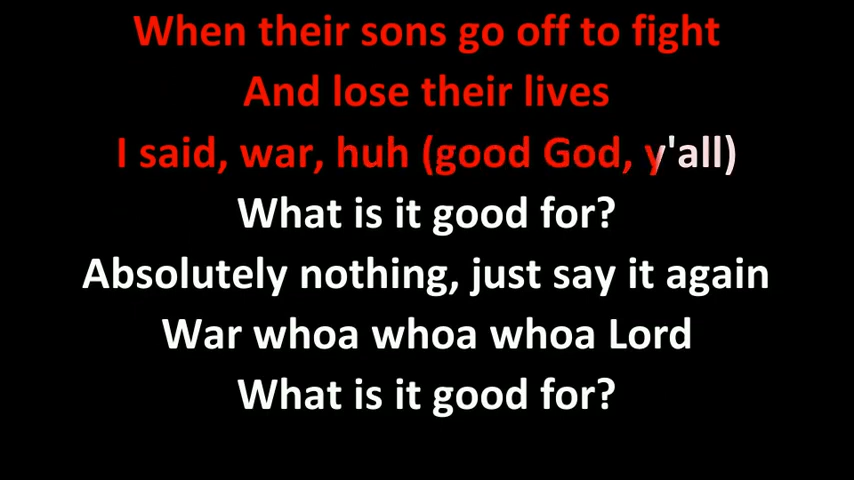 When their sons go off to fight
And lose their lives
I said, war, huh (good God, y'all)
What is it good for?
Absolutely nothing, just say it again
War whoa whoa whoa Lord
What is it good for?